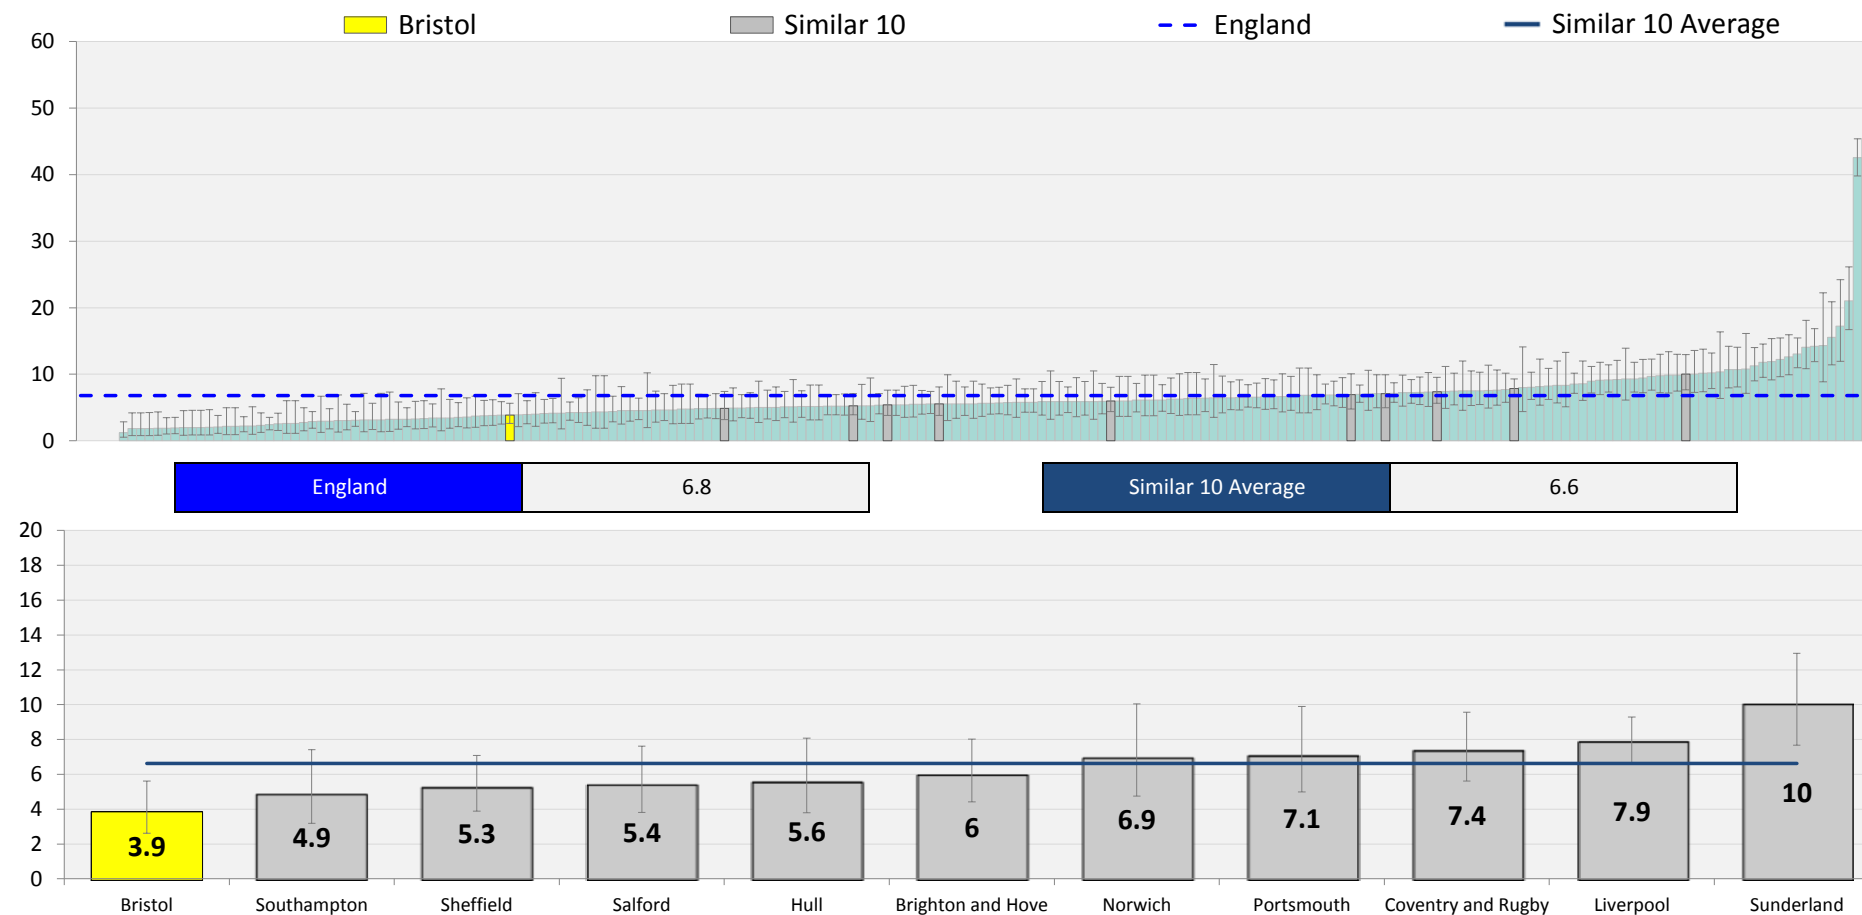 Bristol
Similar 10
England
Similar 10 Average
60
50
40
30
20
10
0
England 6.8
Similar 10 Average 6.6
20
18
16
14
12
10
8
6
4
2
0
3.9 4.9 5.3 5.4 5.6 6 6.9 7.1 7.4 7.9 10
Bristol Southampton Sheffield Salford Hull Brighton and Hove Norwich Portsmouth Coventry and Rugby Liverpool Sunderland